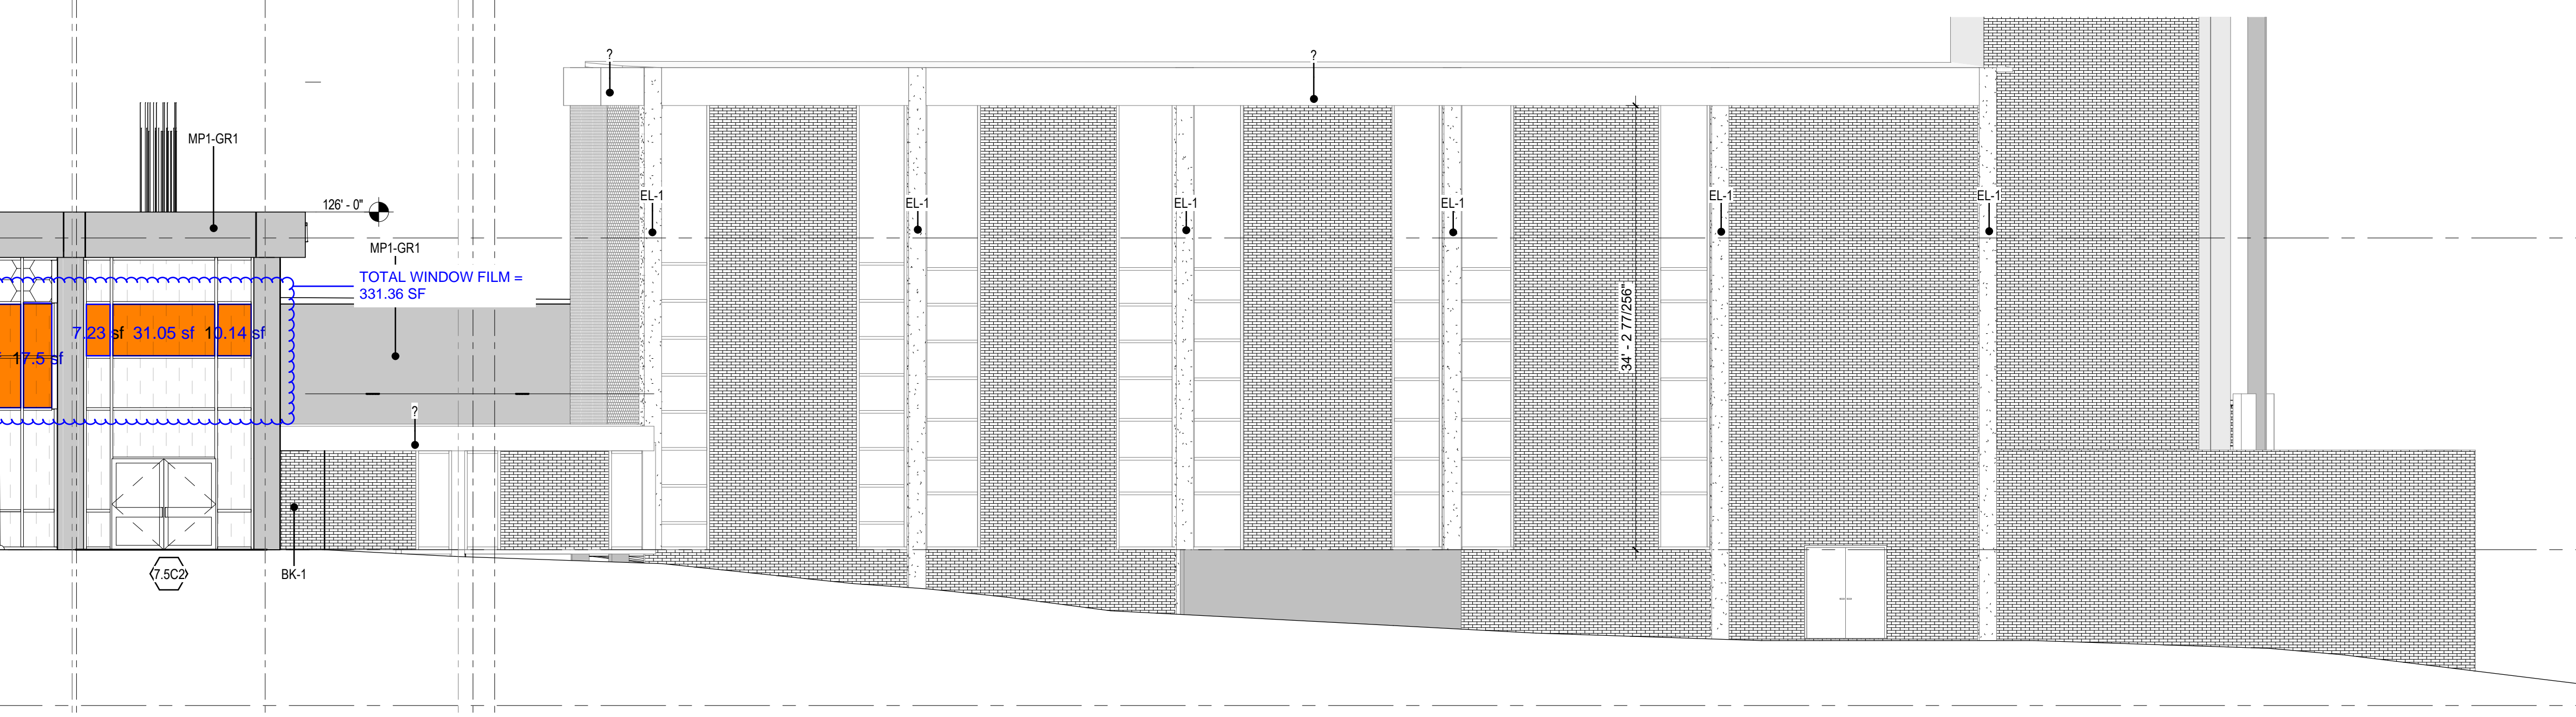 ?
?
MP1-GR1
EL-1
EL-1
EL-1
EL-1
EL-1
EL-1
126' - 0"
MP1-GR1
TOTAL WINDOW FILM =
331.36 SF
7.23 sf 31.05 sf 10.14 sf
17.5 sf
34' - 2 77/256"
?
7.5C2
BK-1